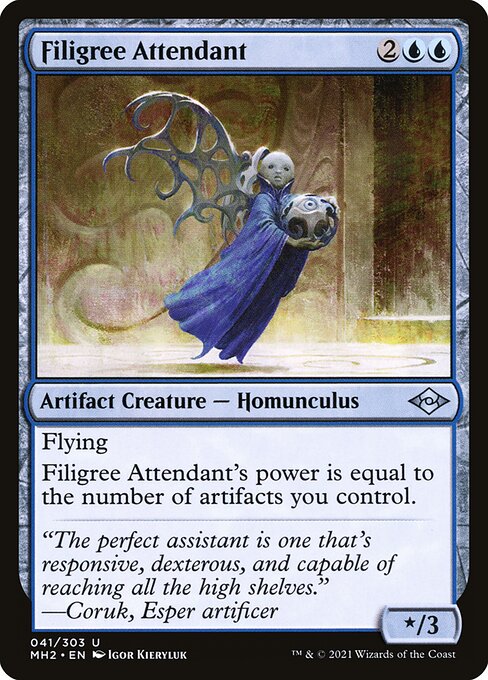 Filigree Attendant 2
Artifact Creature — Homunculus
Flying
Filigree Attendant's power is equal to
the number of artifacts you control.
“The perfect assistant is one that's
responsive, dexterous, and capable of
reaching all the high shelves.”
—Coruk, Esper artificer
★/3
041/303 U
MH2 • EN Igor Kieryluk
™ & © 2021 Wizards of the Coast